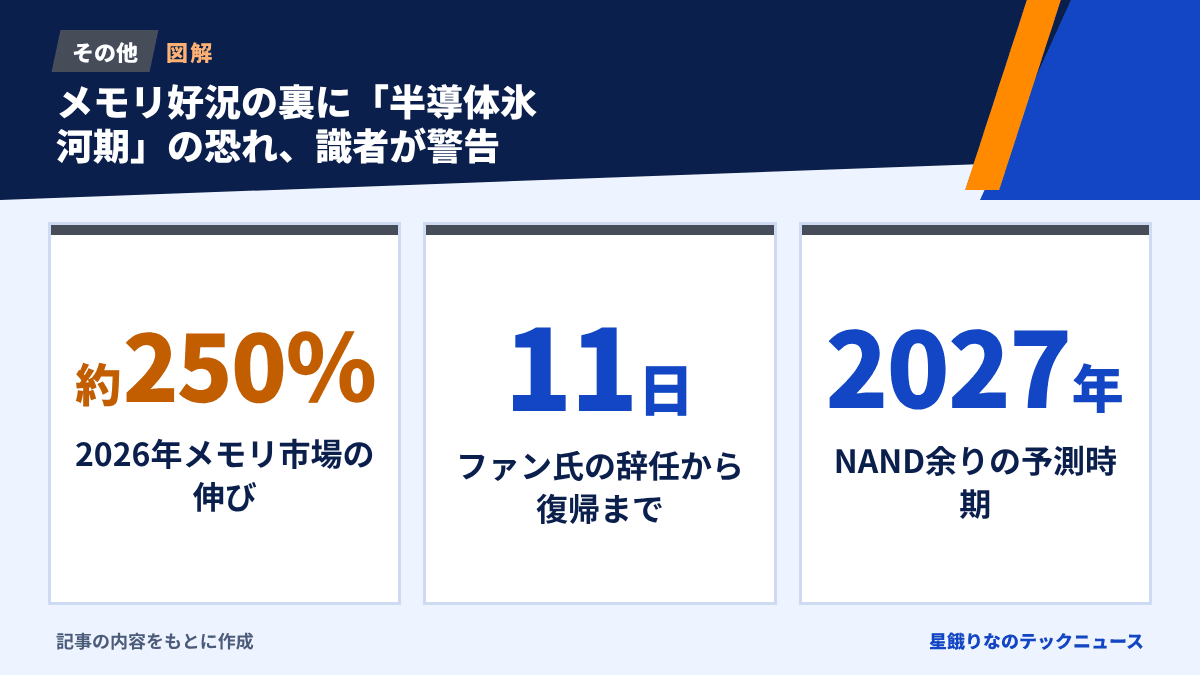 その他 図解
メモリ好況の裏に「半導体氷
河期」の恐れ、識者が警告
約250%
2026年メモリ市場の
伸び
11日
ファン氏の辞任から
復帰まで
2027年
NAND余りの予測時
期
記事の内容をもとに作成
星餓りなのテックニュース